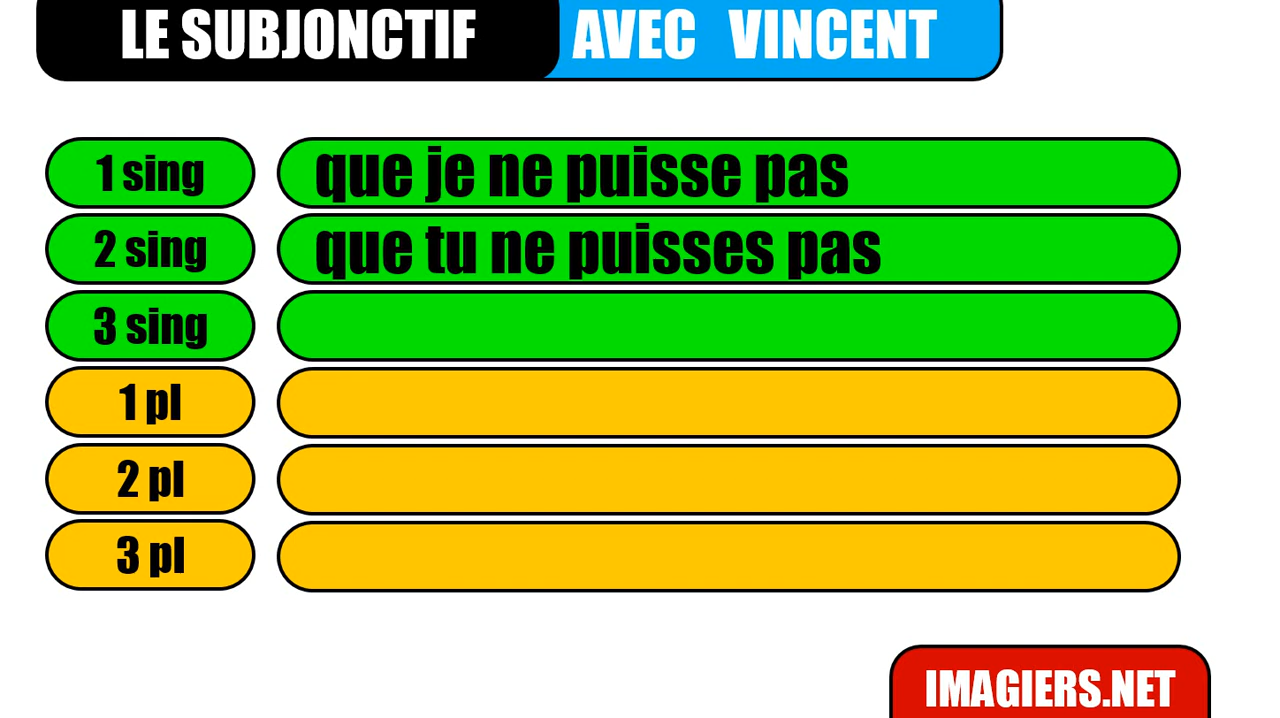 LE SUBJONCTIF AVEC VINCENT
1 sing que je ne puisse pas
2 sing que tu ne puisses pas
3 sing
1 pl
2 pl
3 pl
IMAGIERS.NET